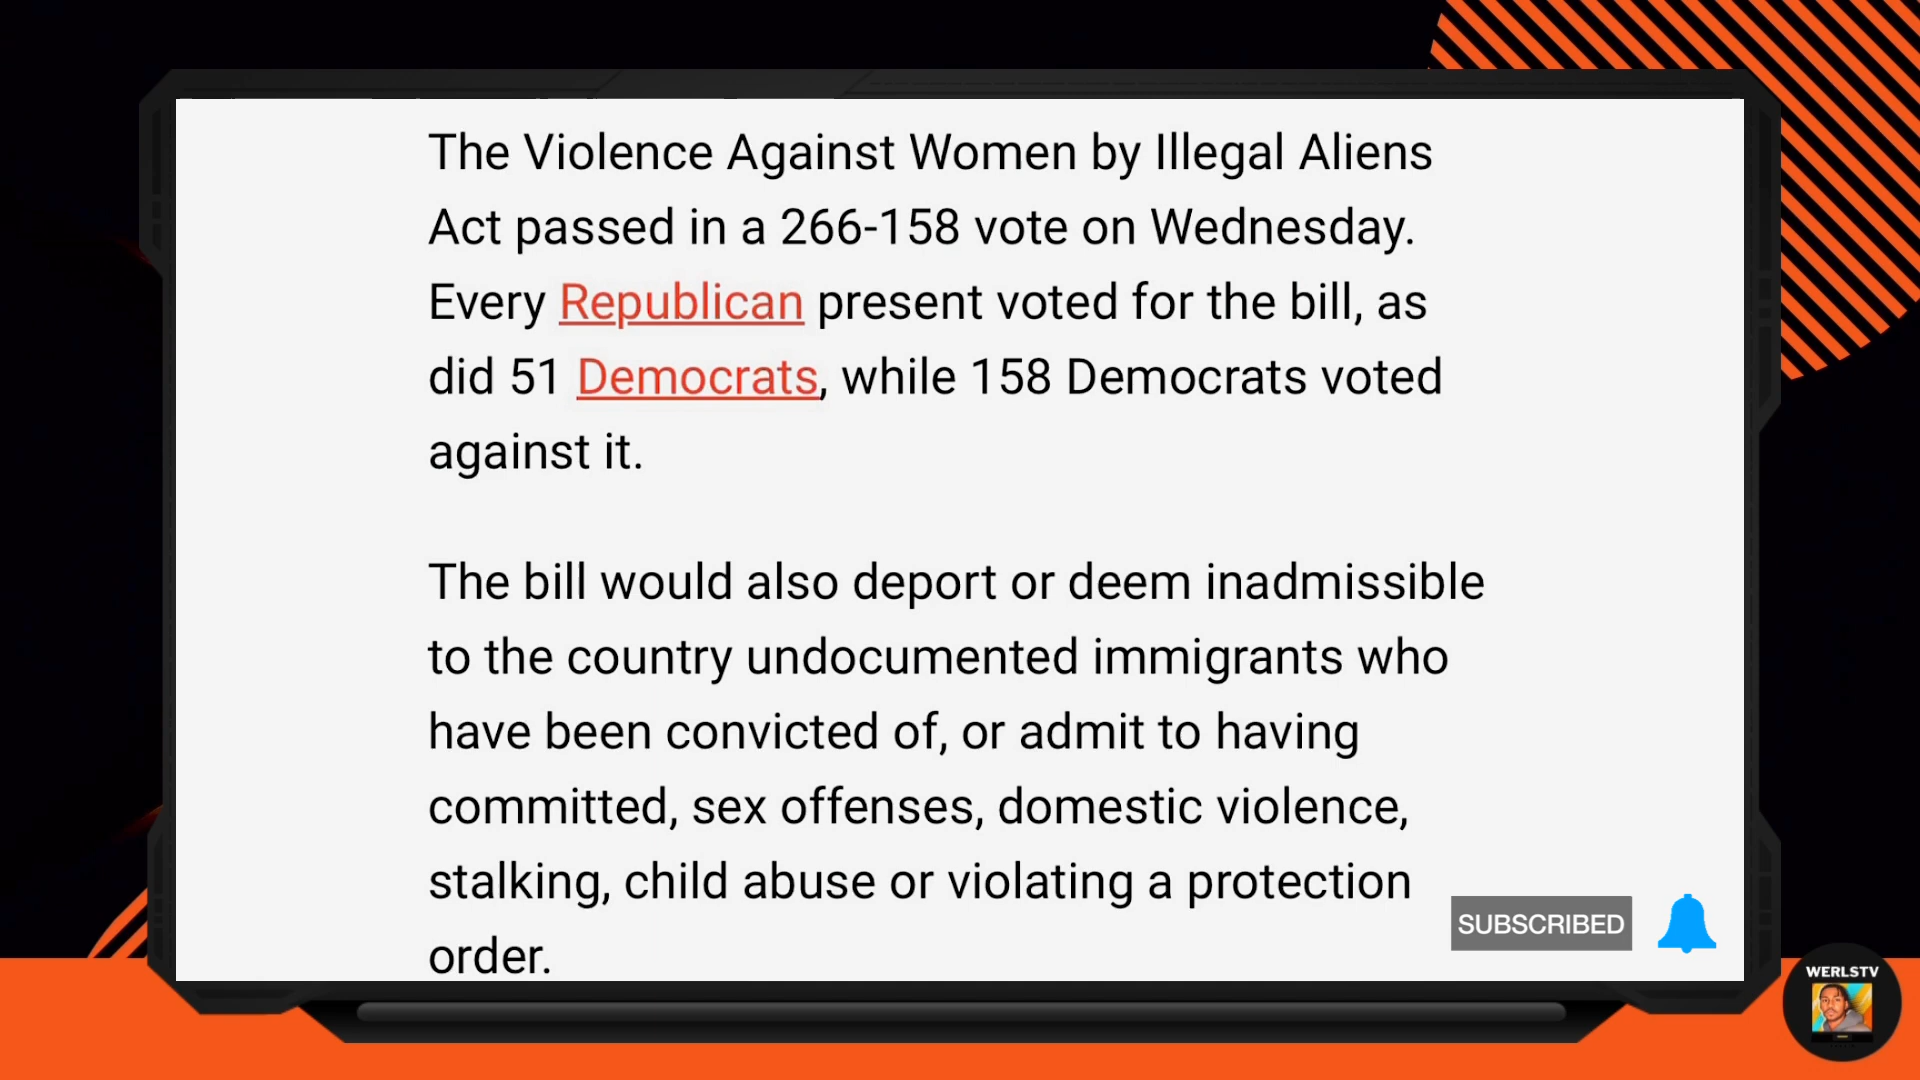 The Violence Against Women by Illegal Aliens
Act passed in a 266-158 vote on Wednesday.
Every Republican present voted for the bill, as
did 51 Democrats, while 158 Democrats voted
against it.
The bill would also deport or deem inadmissible
to the country undocumented immigrants who
have been convicted of, or admit to having
committed, sex offenses, domestic violence,
stalking, child abuse or violating a protection
order.
SUBSCRIBED
WERLSTV